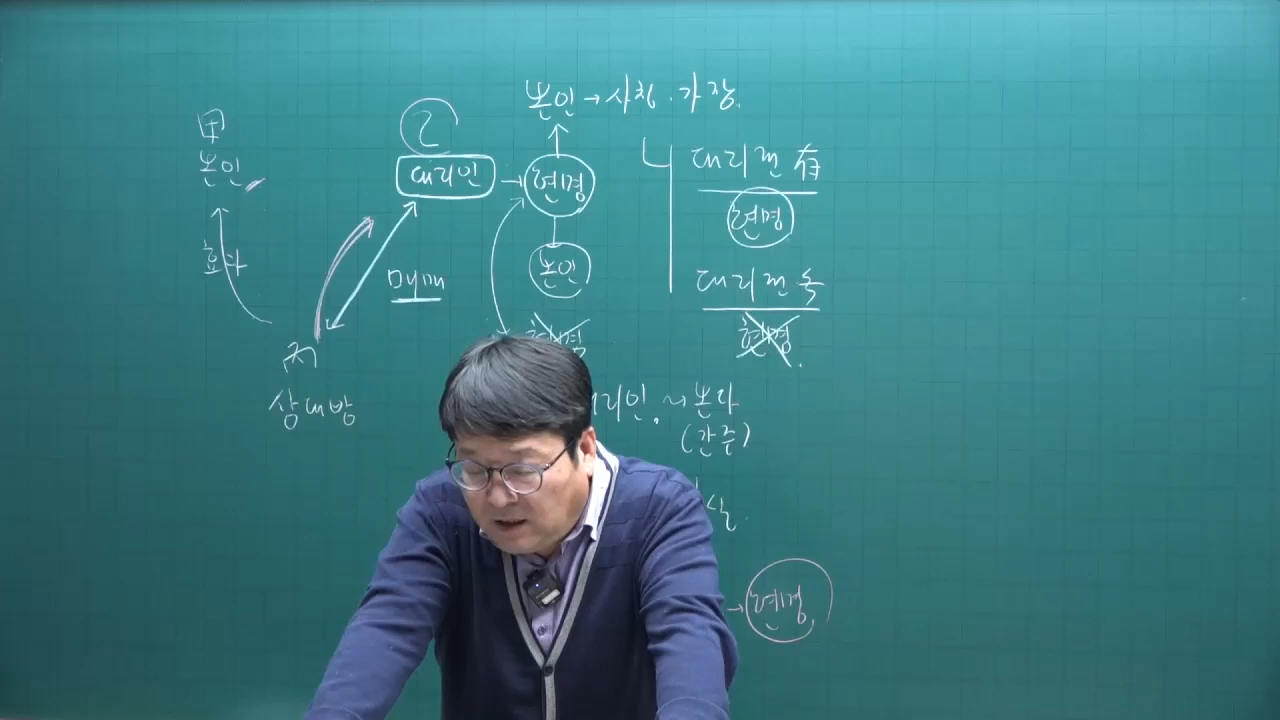 본인 → 사칭 · 가장.
甲
본인
乙
대리인 → 현명
본인
대리권 有
현명
대리권 속
현명.
효과
매매
상대방
리인. ~ 본다
(간주)
실.
→ 현명